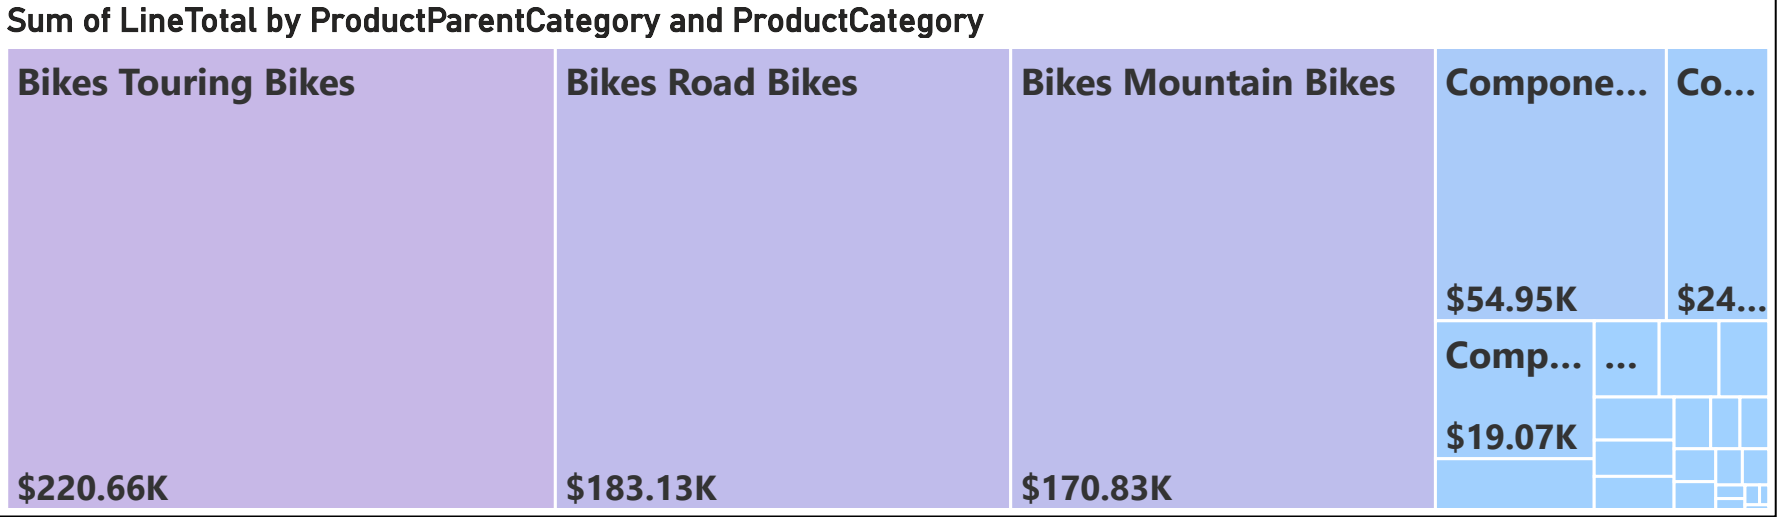 Sum of LineTotal by ProductParentCategory and ProductCategory
Bikes Touring Bikes
$220.66K
Bikes Road Bikes
$183.13K
Bikes Mountain Bikes
$170.83K
Compone...
$54.95K
Co...
$24...
Comp...
$19.07K
...